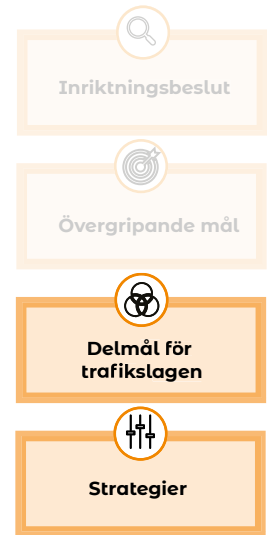 Inriktningsbeslut
Övergripande mål
Delmål för
trafikslagen
Strategier